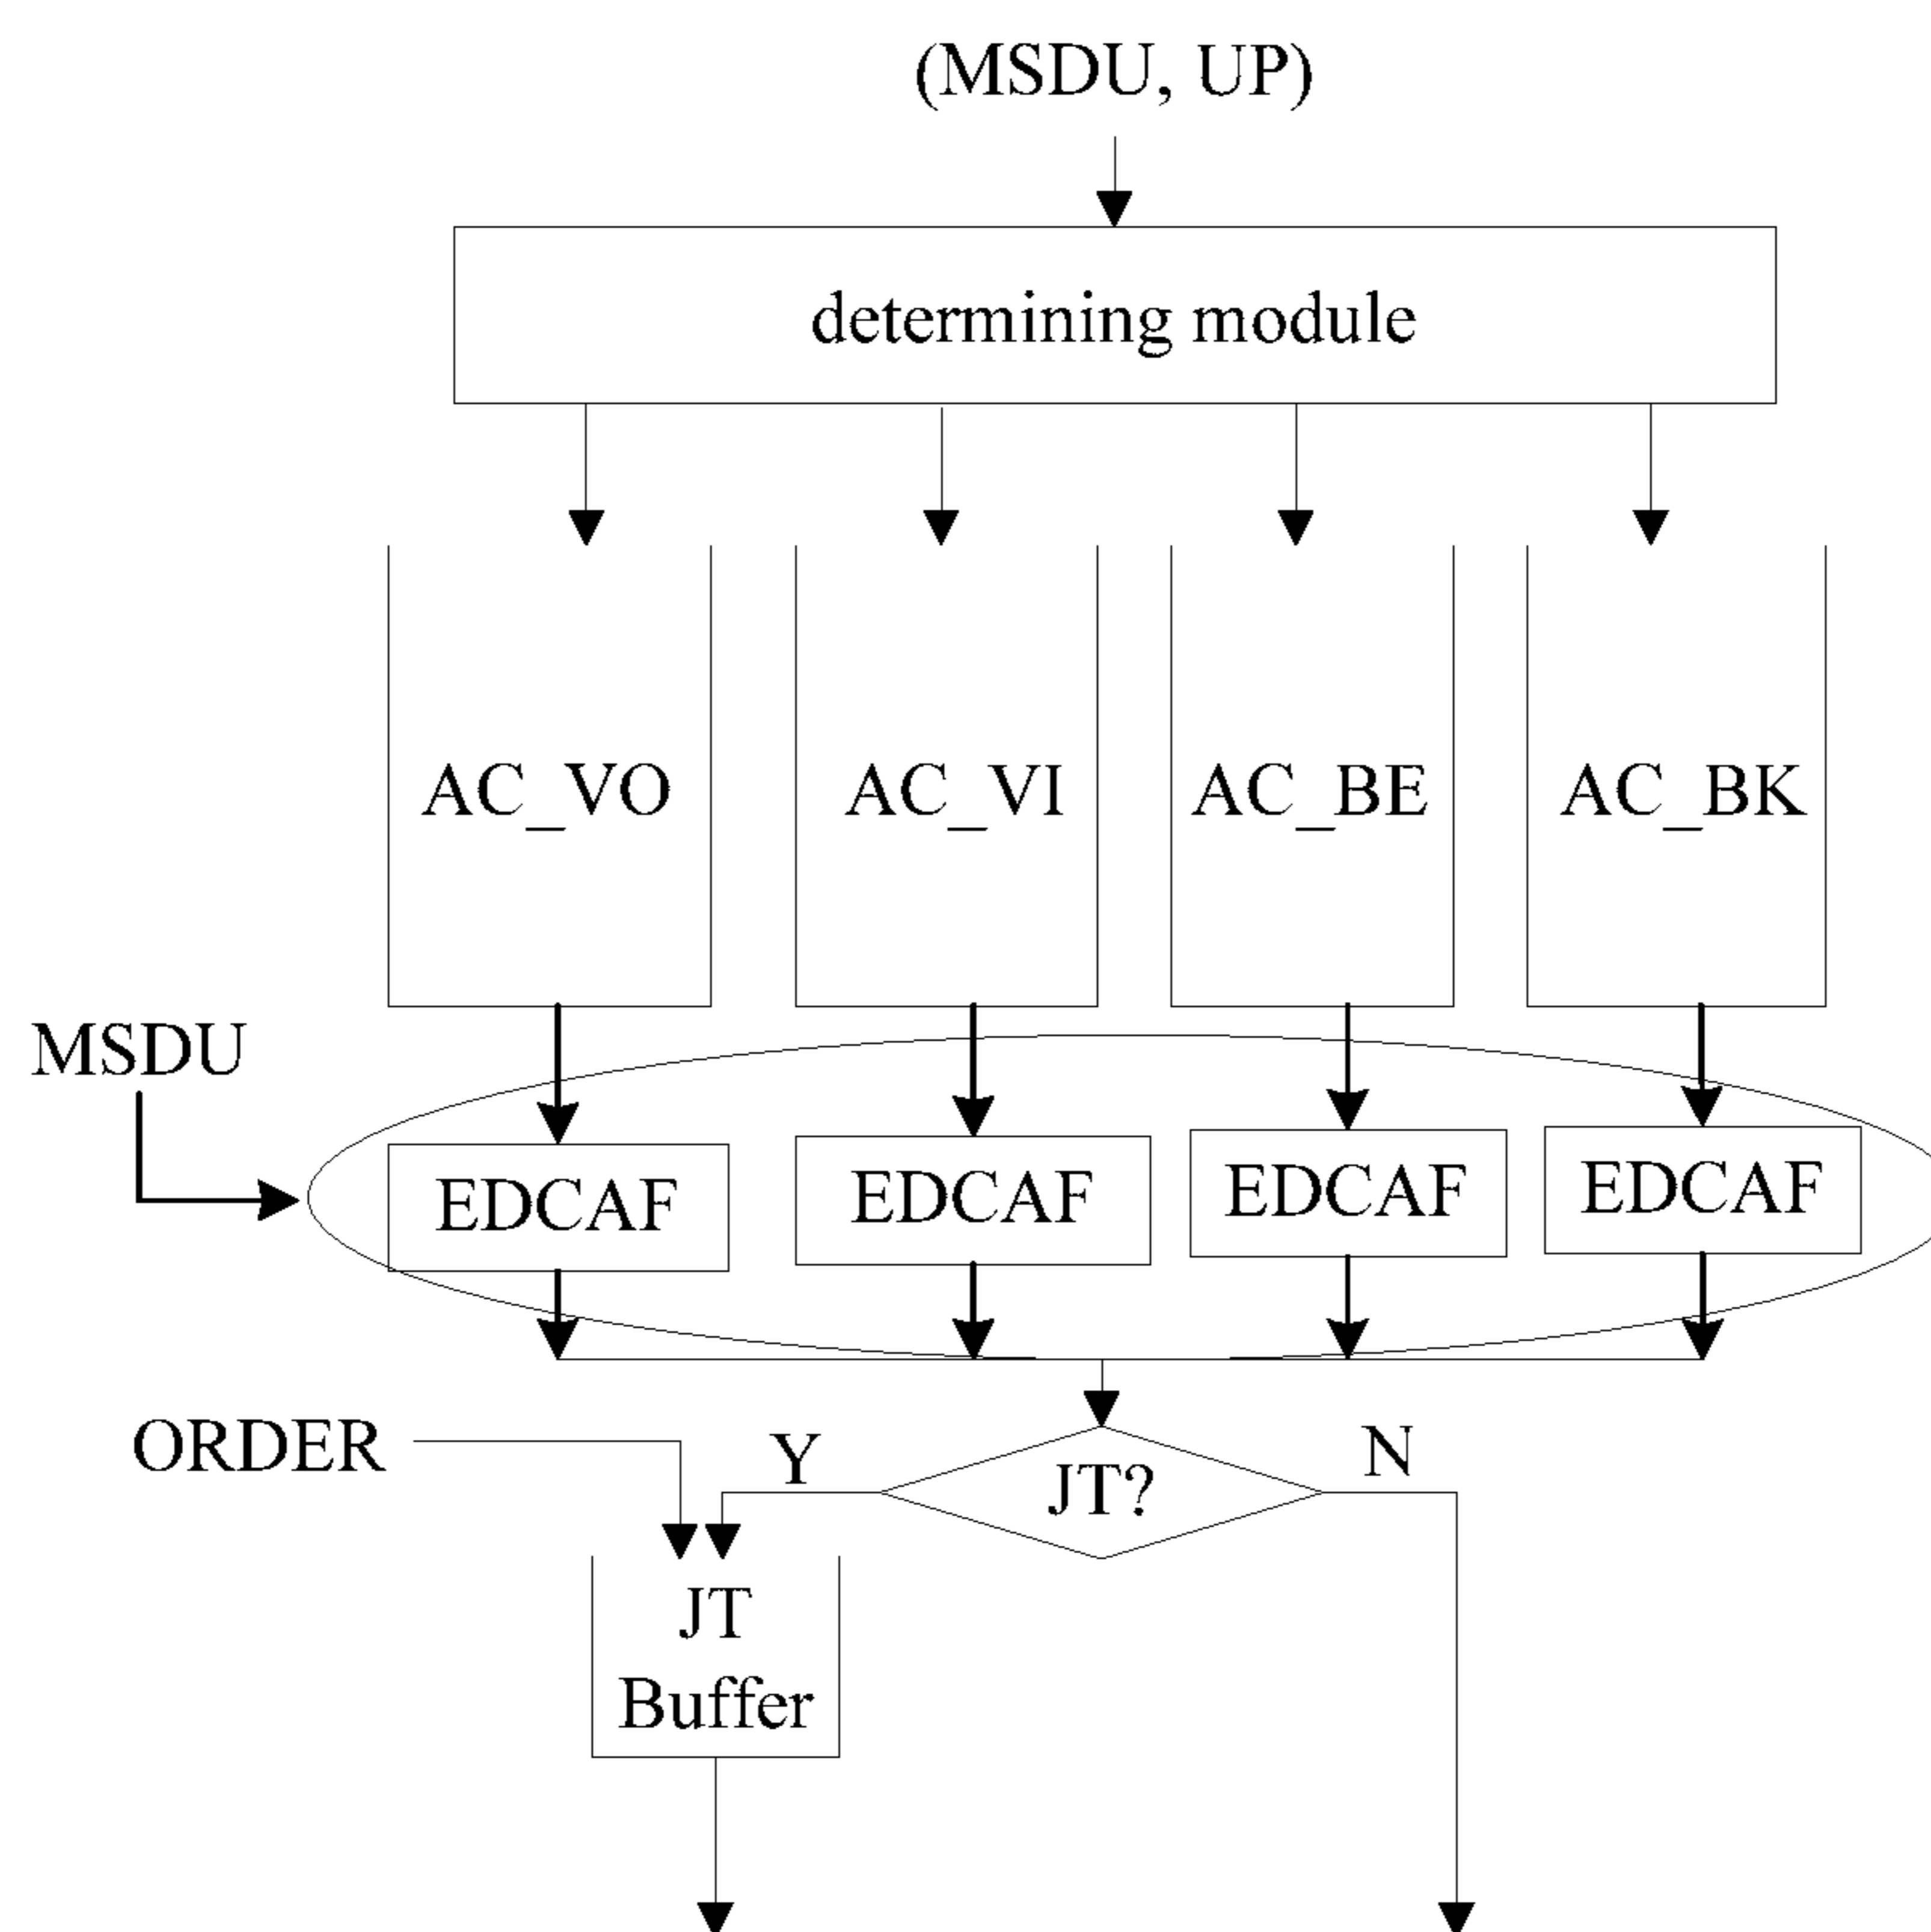 (MSDU, UP)
determining module
AC_VO
AC_VI
AC_BE
AC_BK
MSDU
EDCAF
EDCAF
EDCAF
EDCAF
ORDER
Y
JT?
N
JT
Buffer